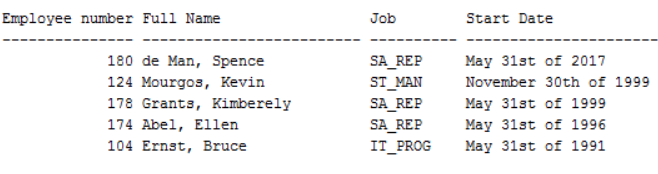 Employee number Full Name Job Start Date
--------------- ------------------------- ---------- ----------------------
180 de Man, Spence SA_REP May 31st of 2017
124 Mourgos, Kevin ST_MAN November 30th of 1999
178 Grants, Kimberely SA_REP May 31st of 1999
174 Abel, Ellen SA_REP May 31st of 1996
104 Ernst, Bruce IT_PROG May 31st of 1991